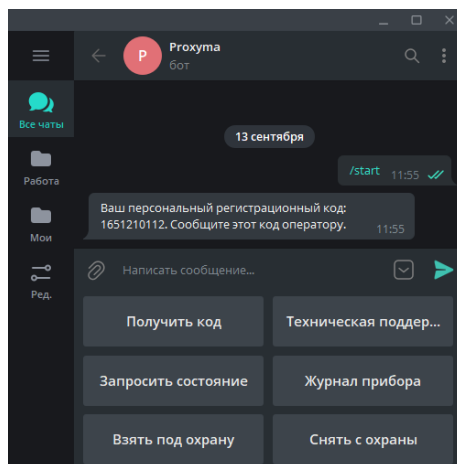 Proxyma
P
бот
Все чаты
13 сентября
Работа
/start 11:55
Ваш персональный регистрационный код:
1651210112. Сообщите этот код оператору. 11:55
Мои
Написать сообщение...
Ред.
Получить код
Техническая поддер...
Запросить состояние
Журнал прибора
Взять под охрану
Снять с охраны